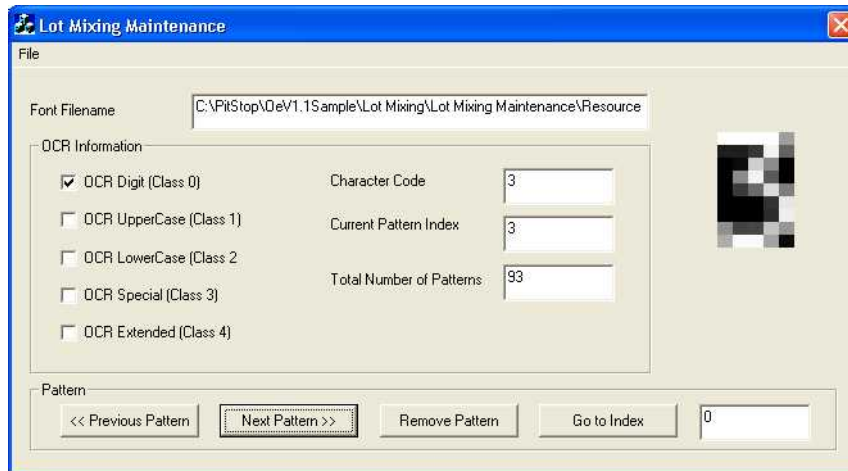 Lot Mixing Maintenance
File
Font Filename C:\PitStop\OeV1.1Sample\Lot Mixing\Lot Mixing Maintenance\Resource
OCR Information
OCR Digit (Class 0) Character Code 3
OCR UpperCase (Class 1) Current Pattern Index 3
OCR LowerCase (Class 2 Total Number of Patterns 93
OCR Special (Class 3)
OCR Extended (Class 4)
Pattern
<< Previous Pattern Next Pattern >> Remove Pattern Go to Index 0